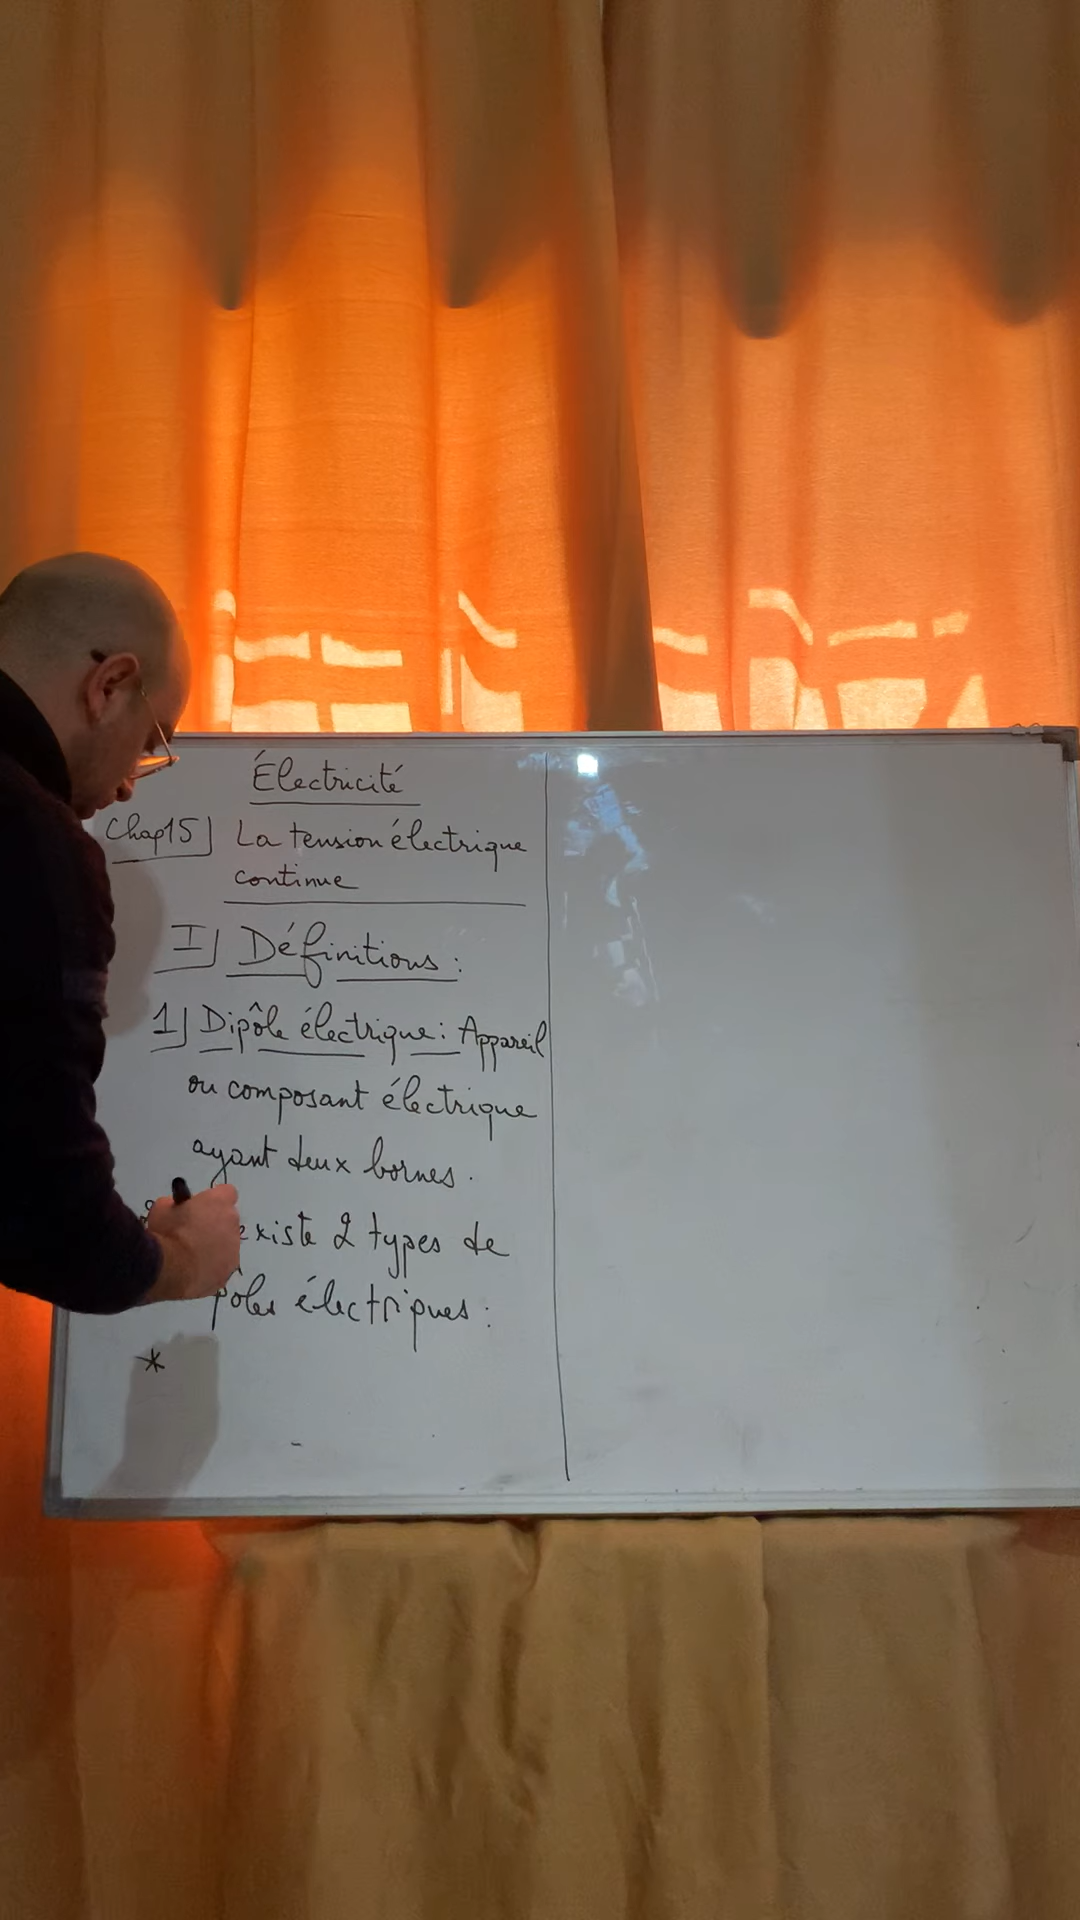 Électricité
Chap15] La tension électrique
continue
I] Définitions :
1] Dipôle électrique : Appareil
ou composant électrique
ayant deux bornes.
existe 2 types de
pôles électriques :
*